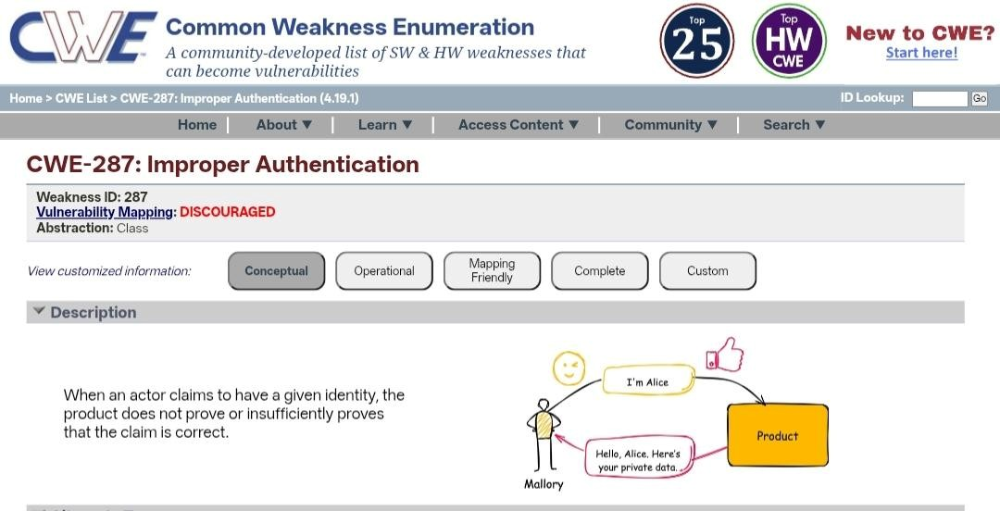 CWE
Common Weakness Enumeration
A community-developed list of SW & HW weaknesses that
can become vulnerabilities
Top
25
Top
HW
CWE
New to CWE?
Start here!
Home > CWE List > CWE-287: Improper Authentication (4.19.1)
ID Lookup:
Go
Home
About ▼
Learn ▼
Access Content ▼
Community ▼
Search ▼
CWE-287: Improper Authentication
Weakness ID: 287
Vulnerability Mapping: DISCOURAGED
Abstraction: Class
View customized information:
Conceptual
Operational
Mapping
Friendly
Complete
Custom
Description
When an actor claims to have a given identity, the
product does not prove or insufficiently proves
that the claim is correct.
I'm Alice
Product
Hello, Alice. Here's
your private data.
Mallory